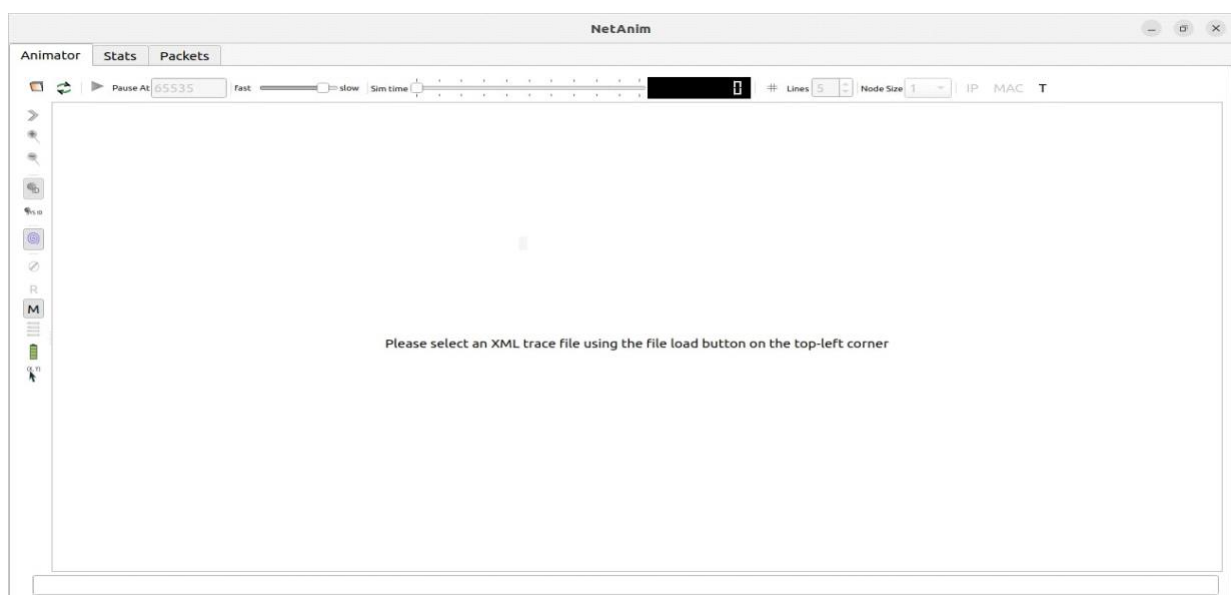 NetAnim
Animator Stats Packets
Pause At 65535 Fast slow Sim time 0 # Lines 5 Node Size 1 IP MAC T
R
M
Please select an XML trace file using the file load button on the top-left corner